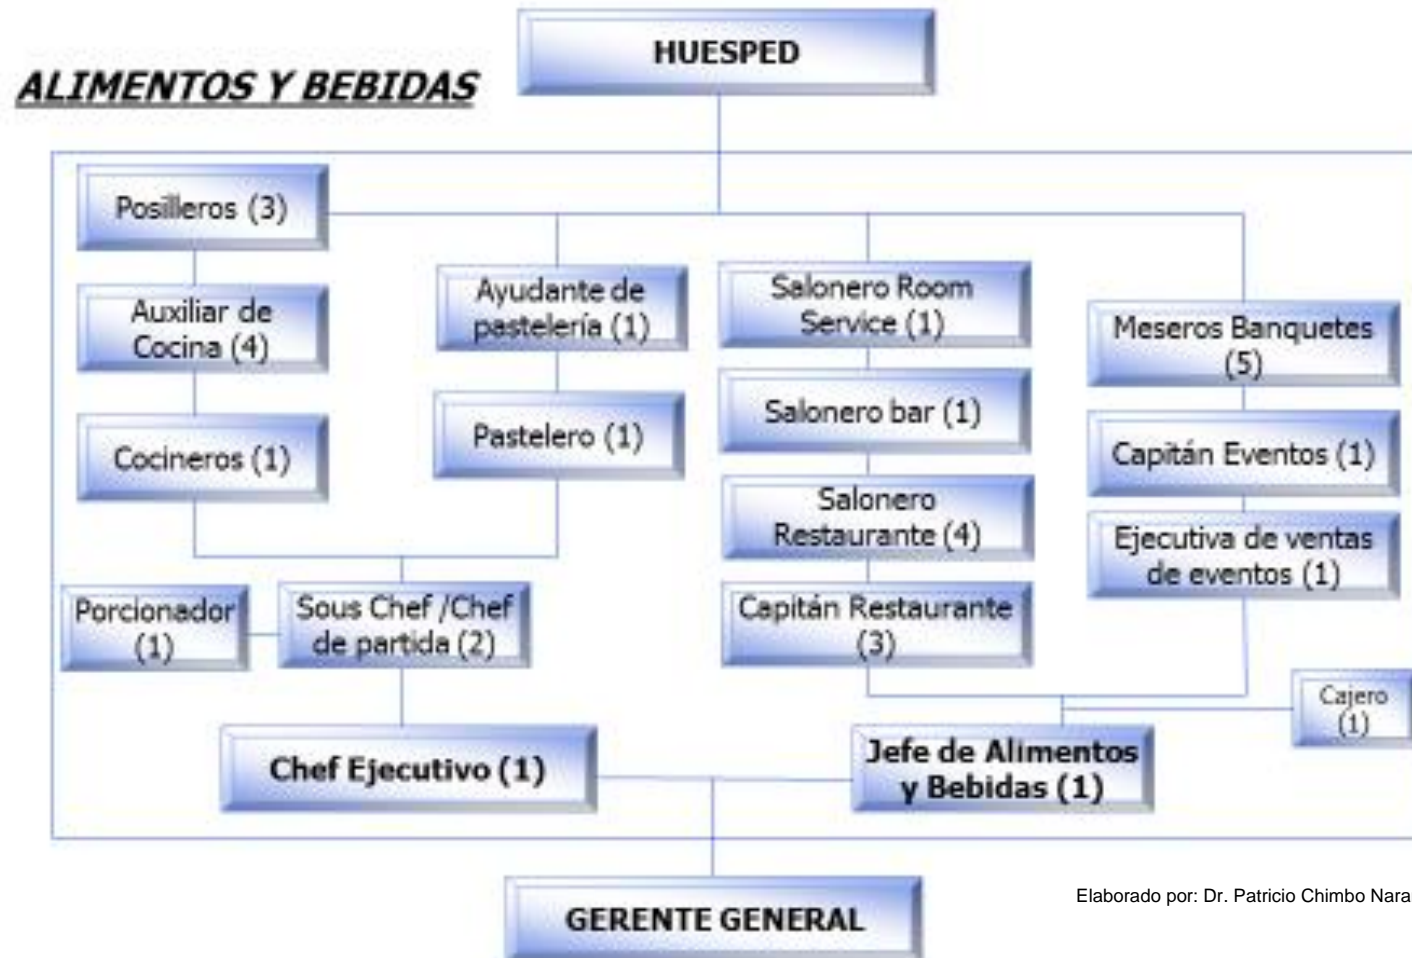 HUESPED
ALIMENTOS Y BEBIDAS
Posilleros (3)
Auxiliar de
Cocina (4)
Cocineros (1)
Ayudante de
pastelería (1)
Pastelero (1)
Salonero Room
Service (1)
Salonero bar (1)
Salonero
Restaurante (4)
Capitán Restaurante
(3)
Meseros Banquetes
(5)
Capitán Eventos (1)
Ejecutiva de ventas
de eventos (1)
Porcionador
(1)
Sous Chef /Chef
de partida (2)
Cajero
(1)
Chef Ejecutivo (1)
Jefe de Alimentos
y Bebidas (1)
GERENTE GENERAL
Elaborado por: Dr. Patricio Chimbo Nara